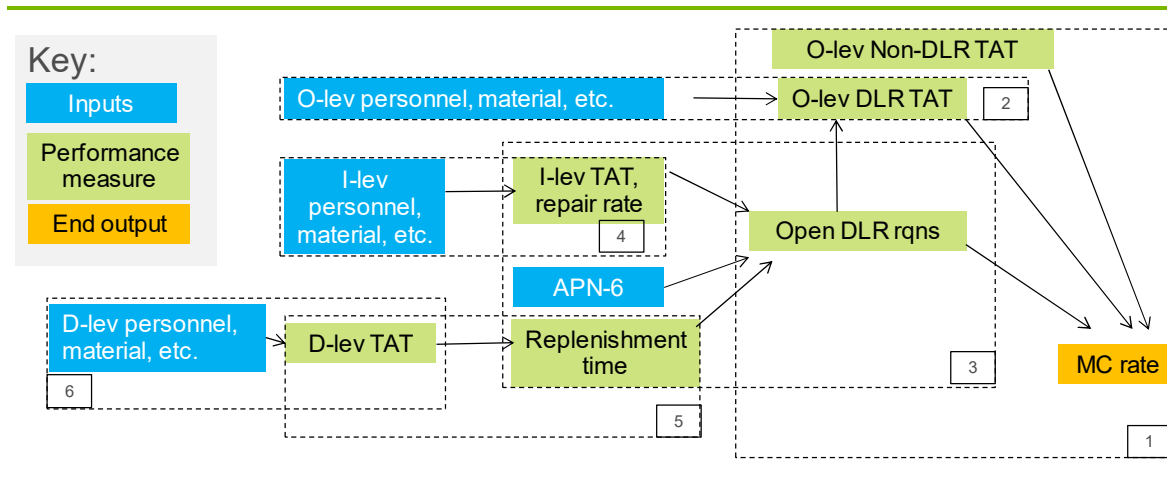 Key:
Inputs
Performance
measure
End output
O-lev Non-DLR TAT
O-lev personnel, material, etc.
O-lev DLR TAT
2
I-lev
personnel,
material, etc.
I-lev TAT,
repair rate
4
Open DLR rqns
APN-6
D-lev personnel,
material, etc.
6
D-lev TAT
Replenishment
time
5
3
MC rate
1